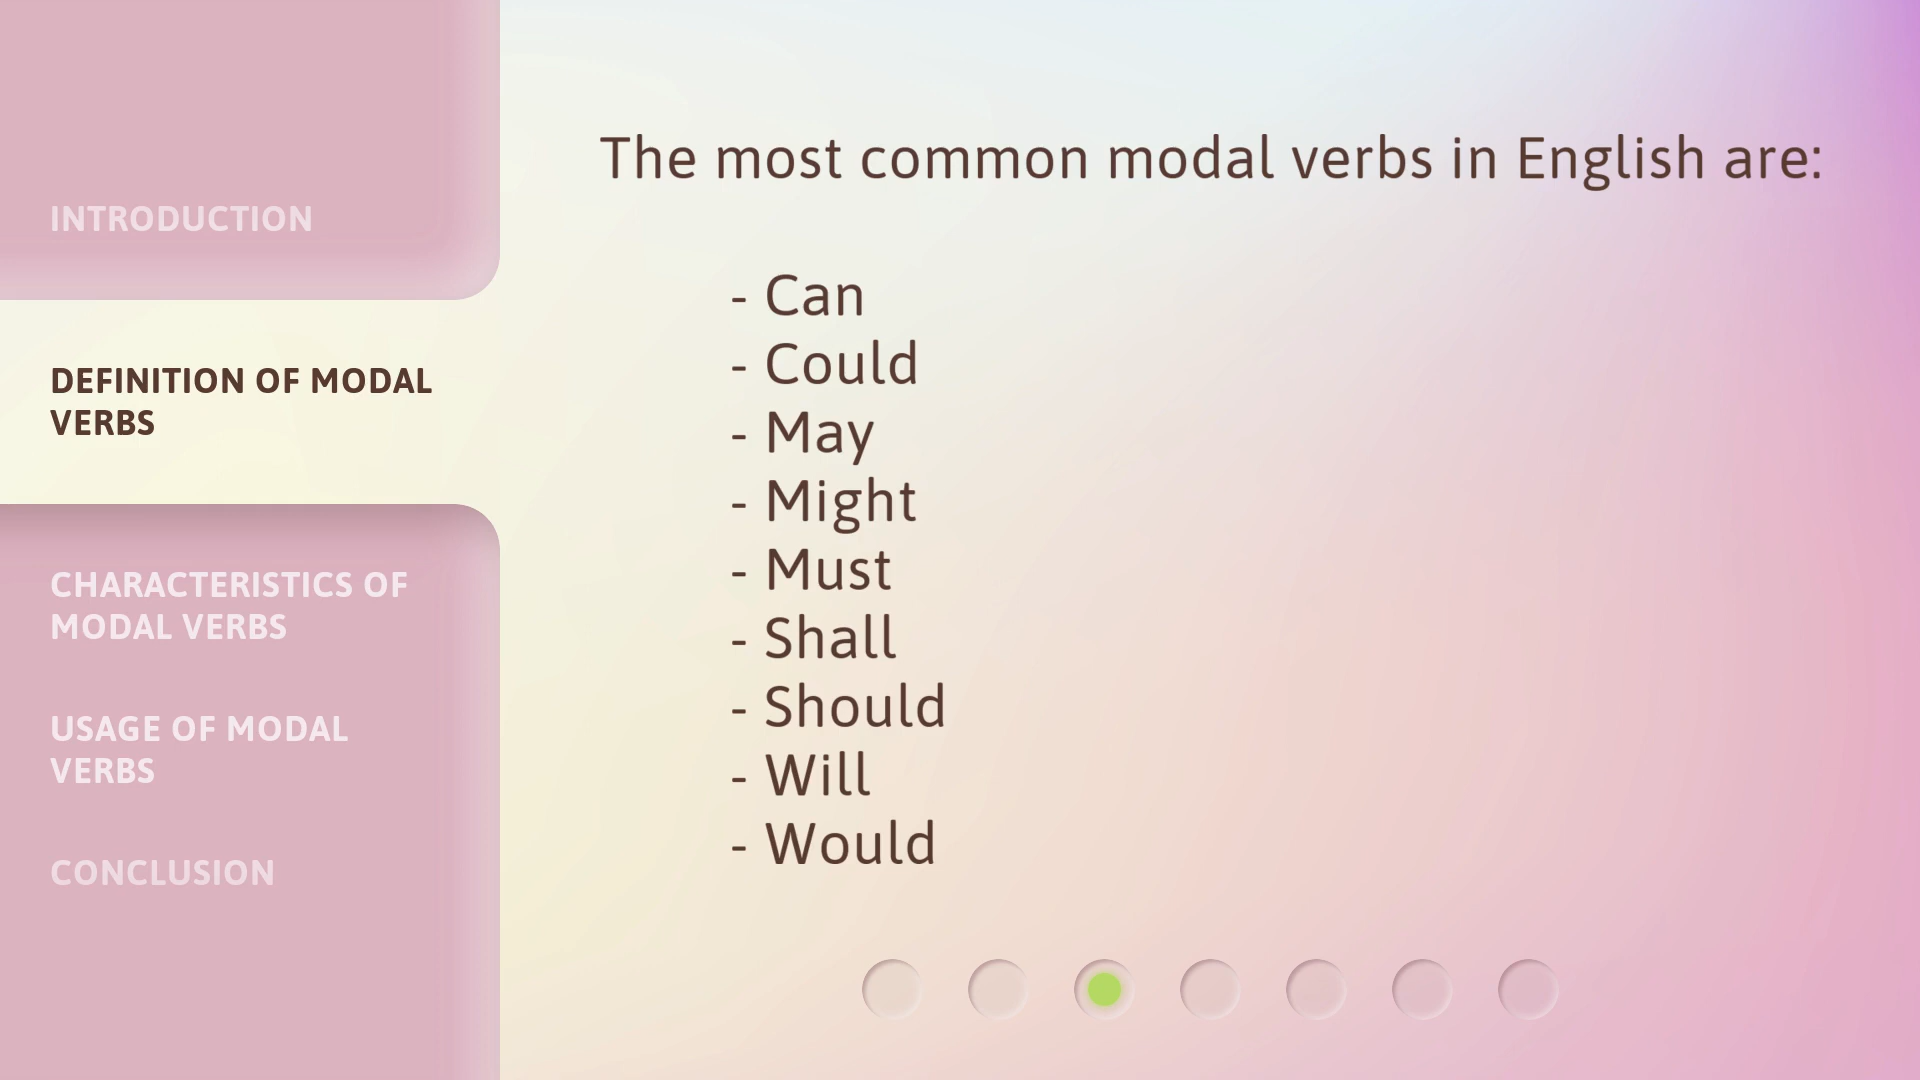 INTRODUCTION
DEFINITION OF MODAL
VERBS
CHARACTERISTICS OF
MODAL VERBS
USAGE OF MODAL
VERBS
CONCLUSION
The most common modal verbs in English are:
- Can
- Could
- May
- Might
- Must
- Shall
- Should
- Will
- Would